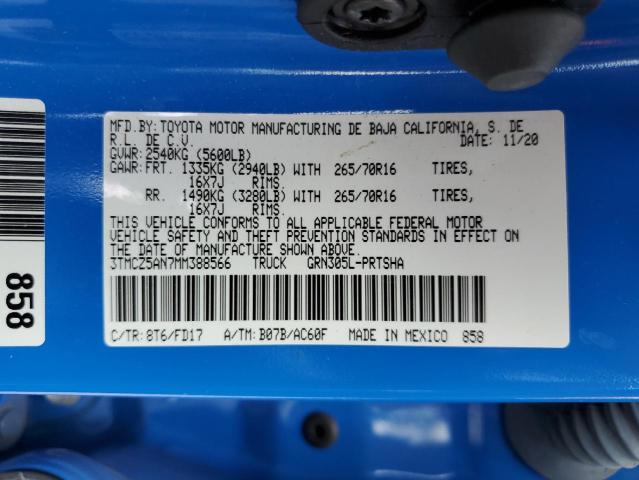 MFD.BY:TOYOTA MOTOR MANUFACTURING DE BAJA CALIFORNIA, S. DE
R.L. DE C.V. DATE: 11/20
GVWR: 2540KG (5600LB)
GAWR: FRT. 1335KG (2940LB) WITH 265/70R16 TIRES,
16X7J RIMS.
RR. 1490KG (3280LB) WITH 265/70R16 TIRES,
16X7J RIMS.
THIS VEHICLE CONFORMS TO ALL APPLICABLE FEDERAL MOTOR
VEHICLE SAFETY AND THEFT PREVENTION STANDARDS IN EFFECT ON
THE DATE OF MANUFACTURE SHOWN ABOVE.
3TMCZ5AN7MM388566 TRUCK GRN305L-PRTSHA
C/TR: 8T6/FD17 A/TM: B07B/AC60F MADE IN MEXICO 858
858